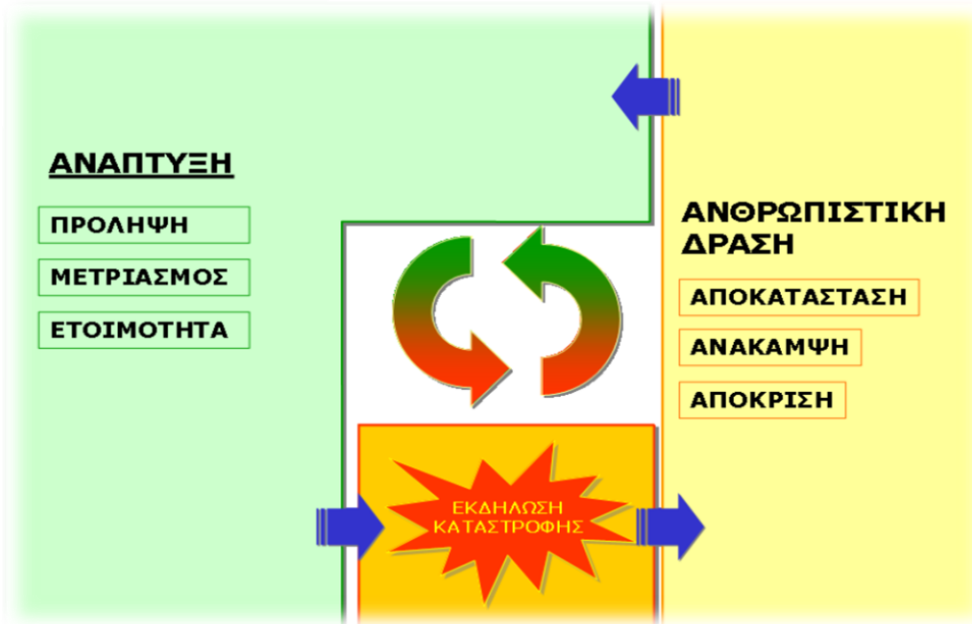 ΑΝΑΠΤΥΞΗ
ΠΡΟΛΗΨΗ
ΜΕΤΡΙΑΣΜΟΣ
ΕΤΟΙΜΟΤΗΤΑ
ΕΚΔΗΛΩΣΗ
ΚΑΤΑΣΤΡΟΦΗΣ
ΑΝΘΡΩΠΙΣΤΙΚΗ
ΔΡΑΣΗ
ΑΠΟΚΑΤΑΣΤΑΣΗ
ΑΝΑΚΑΜΨΗ
ΑΠΟΚΡΙΣΗ